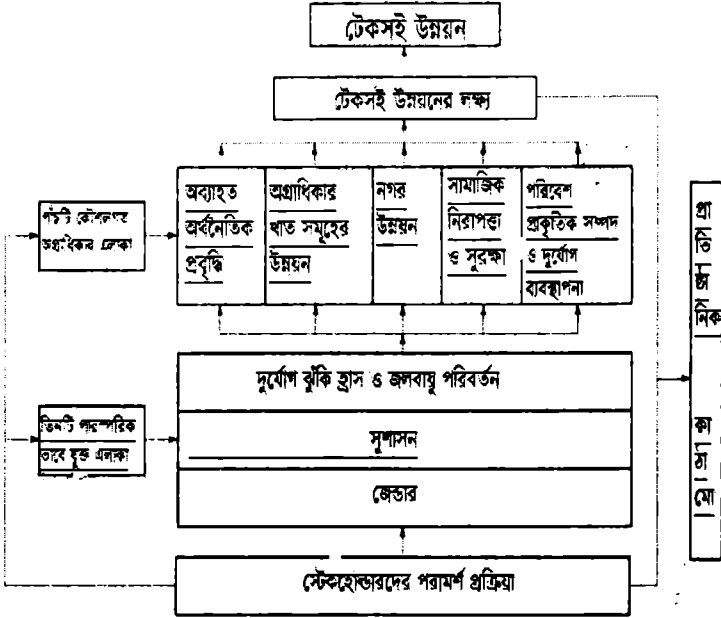 টেকসই উন্নয়ন
টেকসই উন্নয়নের লক্ষ্য
পাঁচটি কৌশলগত
অগ্রাধিকার এলাকা
অব্যাহত
অর্থনৈতিক
প্রবৃদ্ধি
অগ্রাধিকার
খাত সমূহের
উন্নয়ন
নগর
উন্নয়ন
সামাজিক
নিরাপত্তা
ও সুরক্ষা
পরিবেশ
প্রাকৃতিক সম্পদ
ও দুর্যোগ
ব্যবস্থাপনা
প্রা
তি
ষ্ঠা
নিক
কা
ঠা
মো
দুর্যোগ ঝুঁকি হ্রাস ও জলবায়ু পরিবর্তন
তিনটি পারস্পরিক
ভাবে যুক্ত এলাকা
সুশাসন
জেন্ডার
স্টেকহোল্ডারদের পরামর্শ প্রক্রিয়া